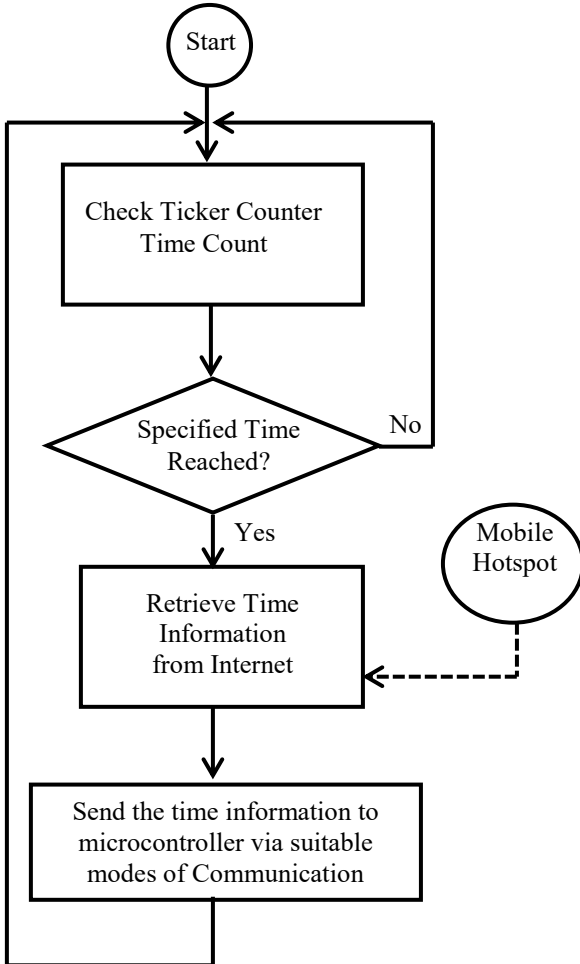 Start
Check Ticker Counter
Time Count
Specified Time
Reached?
No
Yes
Mobile
Hotspot
Retrieve Time
Information
from Internet
Send the time information to
microcontroller via suitable
modes of Communication